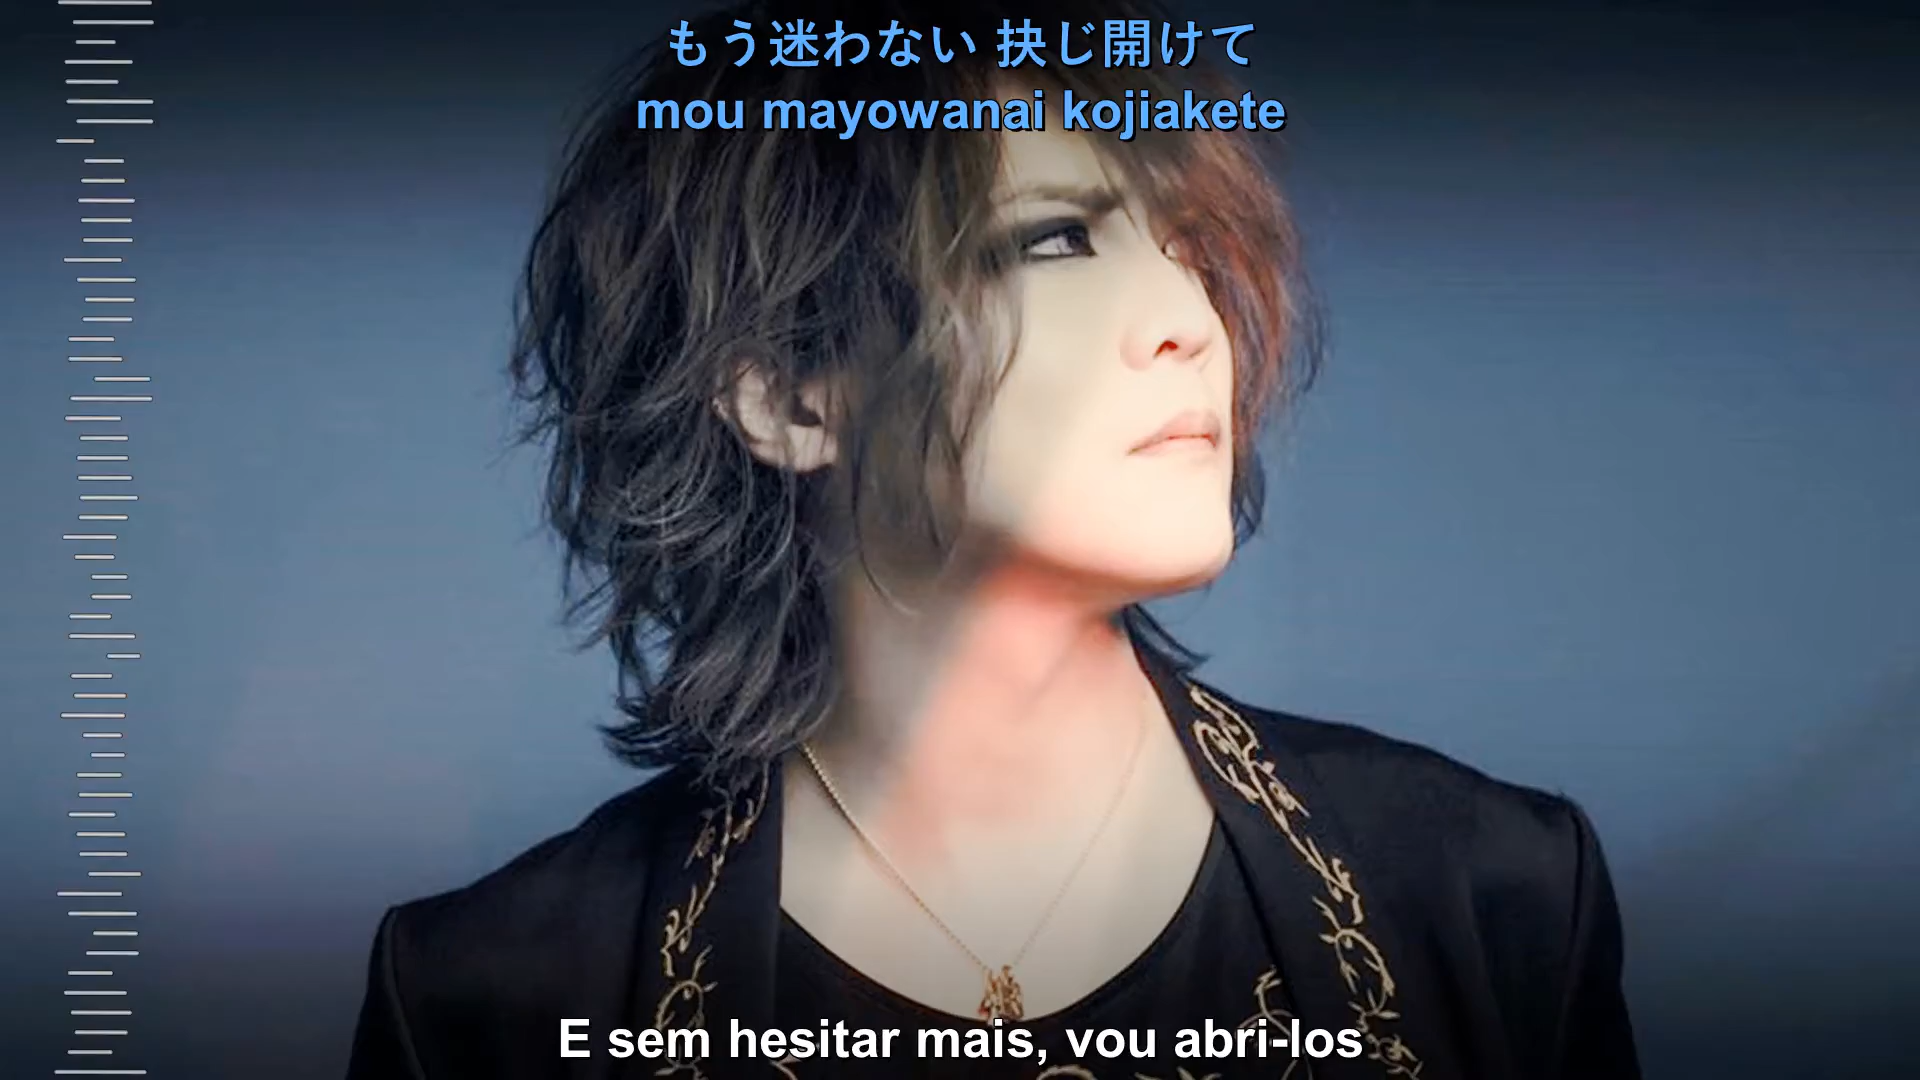 もう迷わない 抉じ開けて
mou mayowanai kojiakete
E sem hesitar mais, vou abri-los